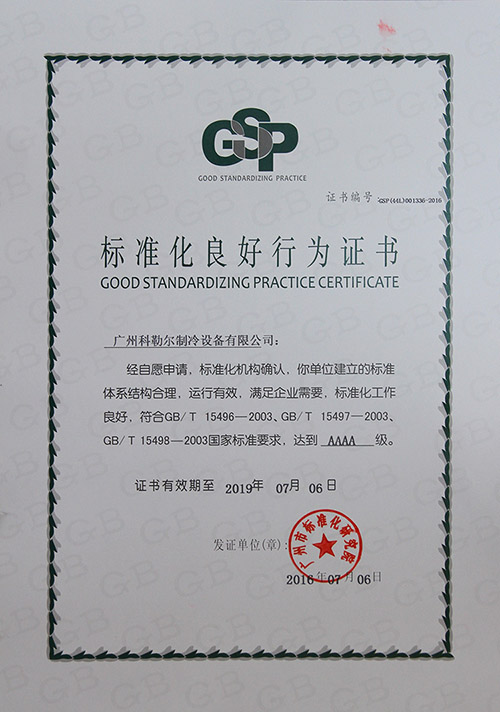 GSP
GOOD STANDARDIZING PRACTICE
证书编号 GSP(44L)001336-2016
标准化良好行为证书
GOOD STANDARDIZING PRACTICE CERTIFICATE
广州科勒尔制冷设备有限公司：
经自愿申请，标准化机构确认，你单位建立的标准
体系结构合理，运行有效，满足企业需要，标准化工作
良好，符合GB/T 15496—2003、GB/T 15497—2003、
GB/T 15498—2003国家标准要求，达到 AAAA 级。
证书有效期至 2019年 07月 06日
发证单位(章)：
广州市标准化研究院
2016年07月06日